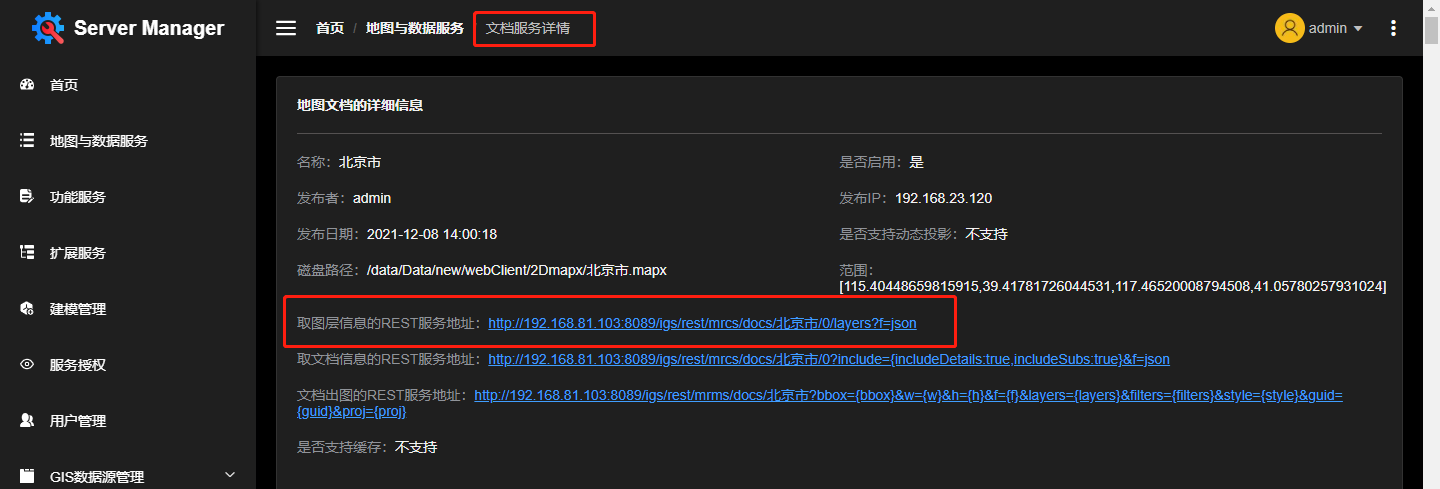 Server Manager
首页 / 地图与数据服务 文档服务详情
admin
首页
地图与数据服务
功能服务
扩展服务
建模管理
服务授权
用户管理
GIS数据源管理
地图文档的详细信息
名称：北京市
是否启用：是
发布者：admin
发布IP：192.168.23.120
发布日期：2021-12-08 14:00:18
是否支持动态投影：不支持
磁盘路径：/data/Data/new/webClient/2Dmapx/北京市.mapx
范围：
[115.40448659815915,39.41781726044531,117.46520008794508,41.05780257931024]
取图层信息的REST服务地址：http://192.168.81.103:8089/igs/rest/mrcs/docs/北京市/0/layers?f=json
取文档信息的REST服务地址：http://192.168.81.103:8089/igs/rest/mrcs/docs/北京市/0?include={includeDetails:true,includeSubs:true}&f=json
文档出图的REST服务地址：http://192.168.81.103:8089/igs/rest/mrms/docs/北京市?bbox={bbox}&w={w}&h={h}&f={f}&layers={layers}&filters={filters}&style={style}&guid=
{guid}&proj={proj}
是否支持缓存：不支持